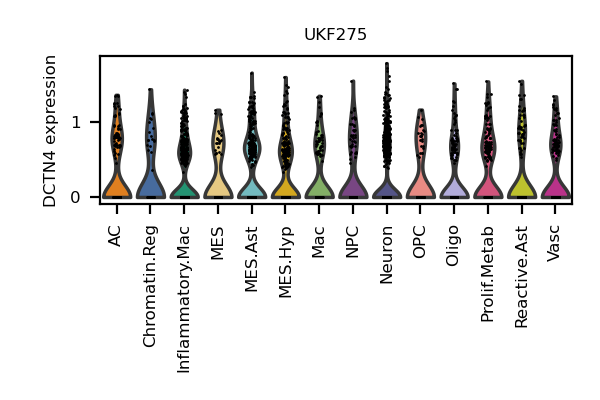 UKF275
DCTN4 expression
1
0
AC
Chromatin.Reg
Inflammatory.Mac
MES
MES.Ast
MES.Hyp
Mac
NPC
Neuron
OPC
Oligo
Prolif.Metab
Reactive.Ast
Vasc